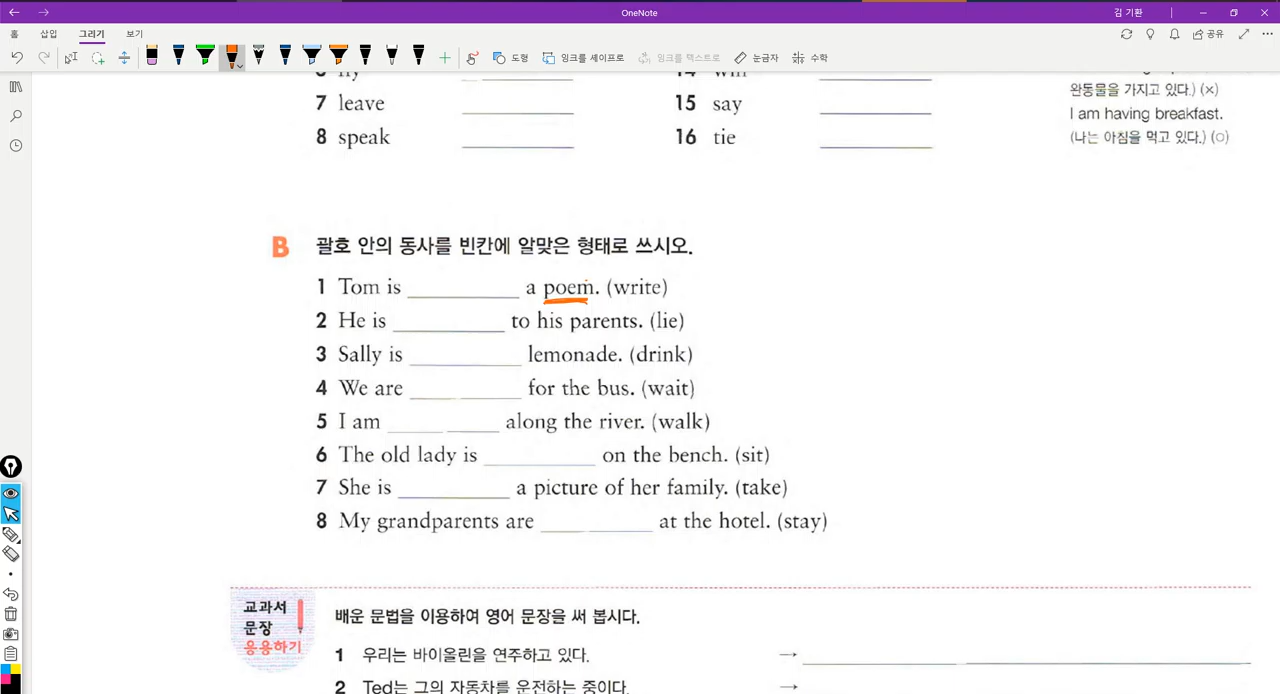 OneNote
김 기환
홈 삽입 그리기 보기
공유
도형 잉크를 셰이프로 잉크를 텍스트로 눈금자 수학
7 leave
15 say
8 speak
16 tie
완동물을 가지고 있다.) (×)
I am having breakfast.
(나는 아침을 먹고 있다.) (○)
B 괄호 안의 동사를 빈칸에 알맞은 형태로 쓰시오.
1 Tom is ________ a poem. (write)
2 He is ________ to his parents. (lie)
3 Sally is ________ lemonade. (drink)
4 We are ________ for the bus. (wait)
5 I am ________ along the river. (walk)
6 The old lady is ________ on the bench. (sit)
7 She is ________ a picture of her family. (take)
8 My grandparents are ________ at the hotel. (stay)
교과서
문장
응용하기
배운 문법을 이용하여 영어 문장을 써 봅시다.
1 우리는 바이올린을 연주하고 있다. →
2 Ted는 그의 자동차를 운전하는 중이다. →